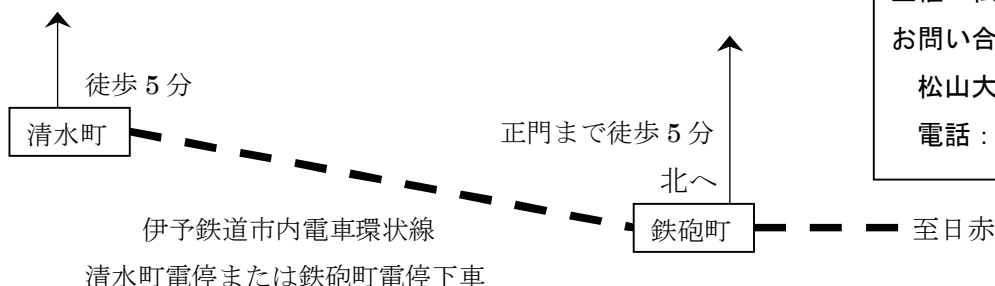 お問い合
松山大
電話：
徒歩 5 分
清水町
正門まで徒歩 5 分
北へ
鉄砲町
至日赤
伊予鉄道市内電車環状線
清水町電停または鉄砲町電停下車